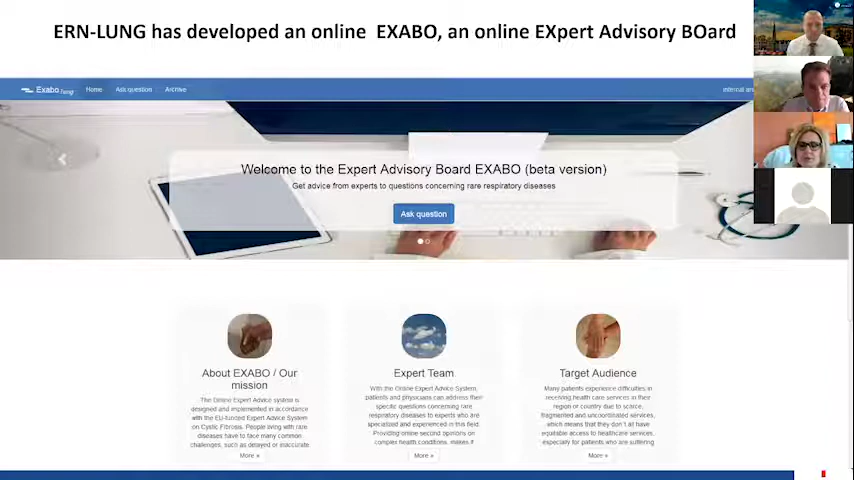 ERN-LUNG has developed an online EXABO, an online EXpert Advisory BOard
Exabo lung
Home
Ask question
Archive
internal
Welcome to the Expert Advisory Board EXABO (beta version)
Get advice from experts to questions concerning rare respiratory diseases
Ask question
About EXABO / Our
mission
The Online Expert Advice system is
designed and implemented in accordance
with the EU-funded Expert Advice System
on Cystic Fibrosis. People living with rare
diseases have to face many common
challenges, such as delayed or inaccurate
More »
Expert Team
With the Online Expert Advice System,
patients and physicians can address their
specific questions concerning rare
respiratory diseases to experts who are
specialized and experienced in this field.
Providing online second opinions on
complex health conditions, makes it
More »
Target Audience
Many patients experience difficulties in
receiving health care services in their
region or country due to scarce,
fragmented and uncoordinated services,
which means that they don't all have
equitable access to healthcare services,
especially for patients who are suffering
More »